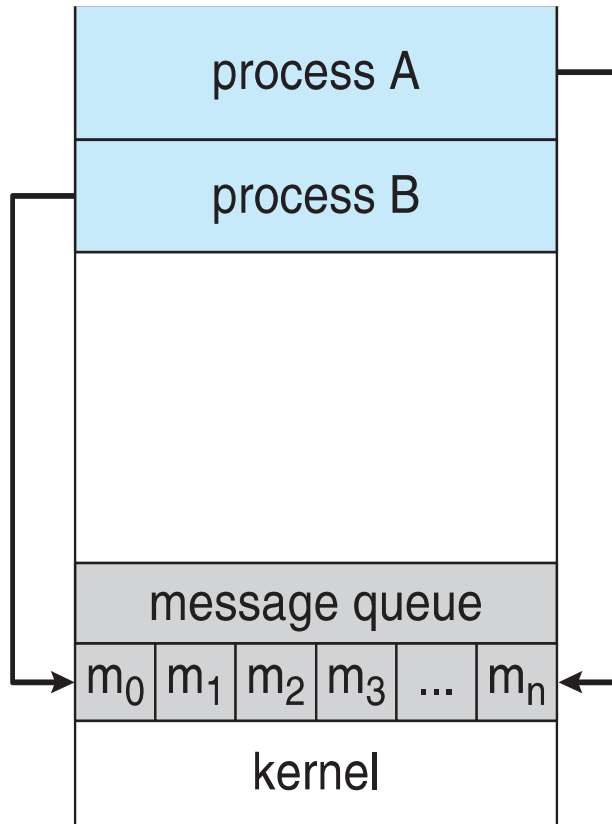 process A
process B
message queue
m₀ m₁ m₂ m₃ ... mₙ
kernel